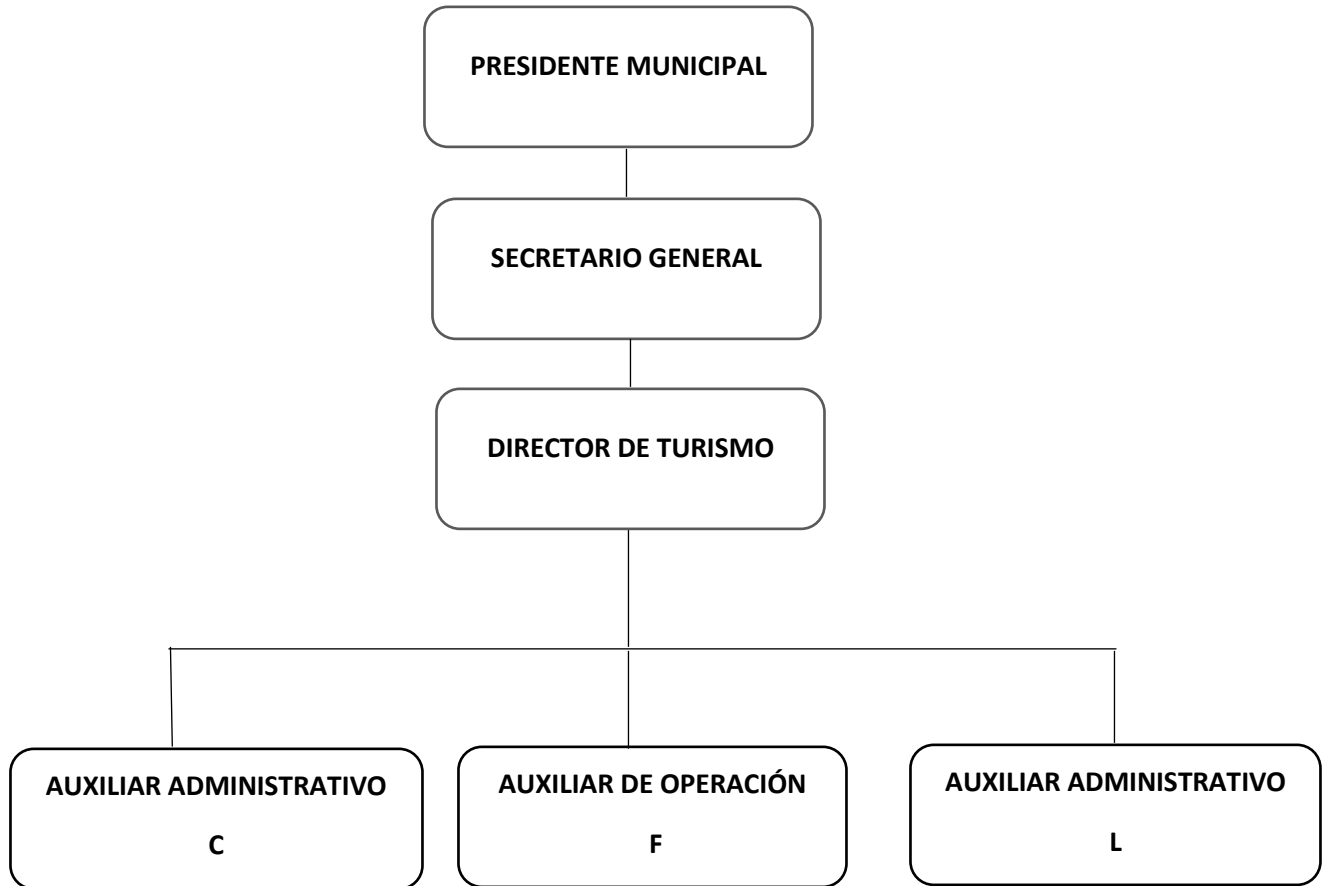 PRESIDENTE MUNICIPAL
SECRETARIO GENERAL
DIRECTOR DE TURISMO
AUXILIAR ADMINISTRATIVO
C
AUXILIAR DE OPERACIÓN
F
AUXILIAR ADMINISTRATIVO
L